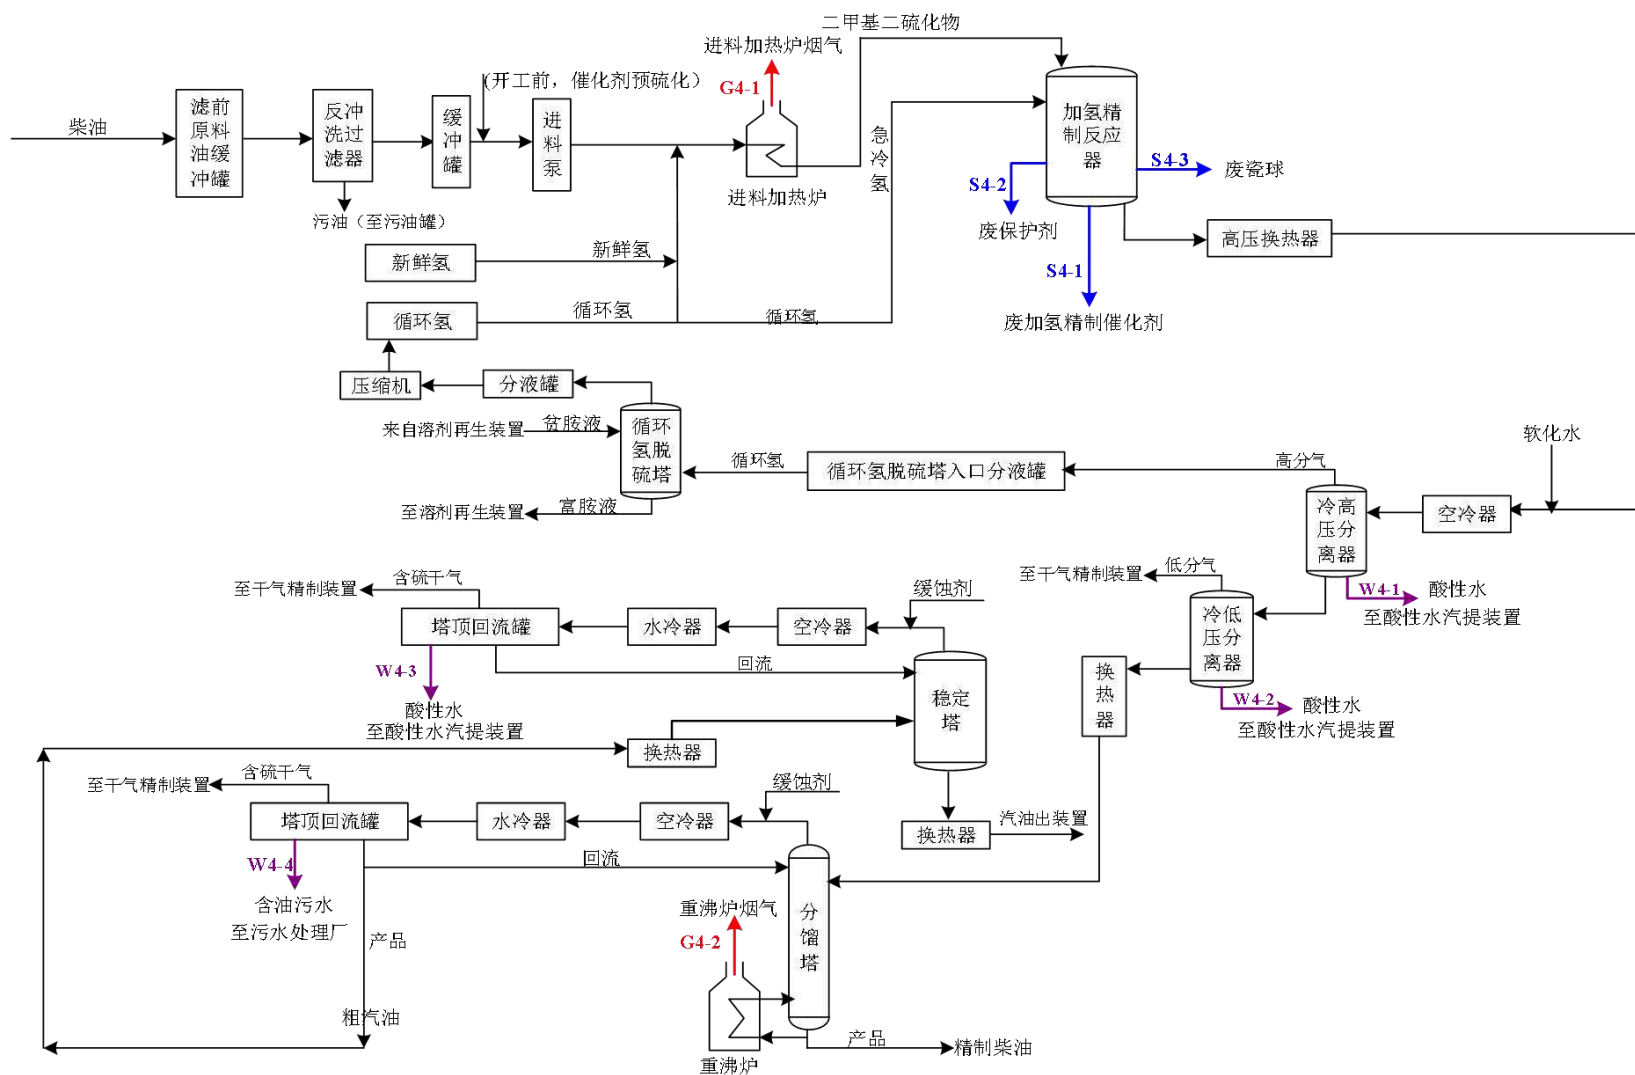 二甲基二硫化物
进料加热炉烟气
G4-1
(开工前，催化剂预硫化）
柴油
滤前
原料
油缓
冲罐
反冲
洗过
滤器
缓
冲
罐
进
料
泵
进料加热炉
急
冷
氢
加氢精
制反应
器
S4-3
废瓷球
S4-2
废保护剂
S4-1
废加氢精制催化剂
高压换热器
污油（至污油罐）
新鲜氢
新鲜氢
循环氢
循环氢
循环氢
压缩机
分液罐
来自溶剂再生装置
贫胺液
循环
氢脱
硫塔
循环氢
循环氢脱硫塔入口分液罐
高分气
软化水
至溶剂再生装置
富胺液
冷高
压分
离器
空冷器
W4-1
酸性水
至酸性水汽提装置
至干气精制装置
低分气
冷低
压分
离器
W4-2
酸性水
至酸性水汽提装置
换
热
器
至干气精制装置
含硫干气
塔顶回流罐
水冷器
空冷器
缓蚀剂
W4-3
酸性水
至酸性水汽提装置
回流
稳定
塔
换热器
换热器
汽油出装置
至干气精制装置
含硫干气
塔顶回流罐
水冷器
空冷器
缓蚀剂
W4-4
含油污水
至污水处理厂
回流
产品
粗汽油
重沸炉烟气
G4-2
分
馏
塔
重沸炉
产品
精制柴油